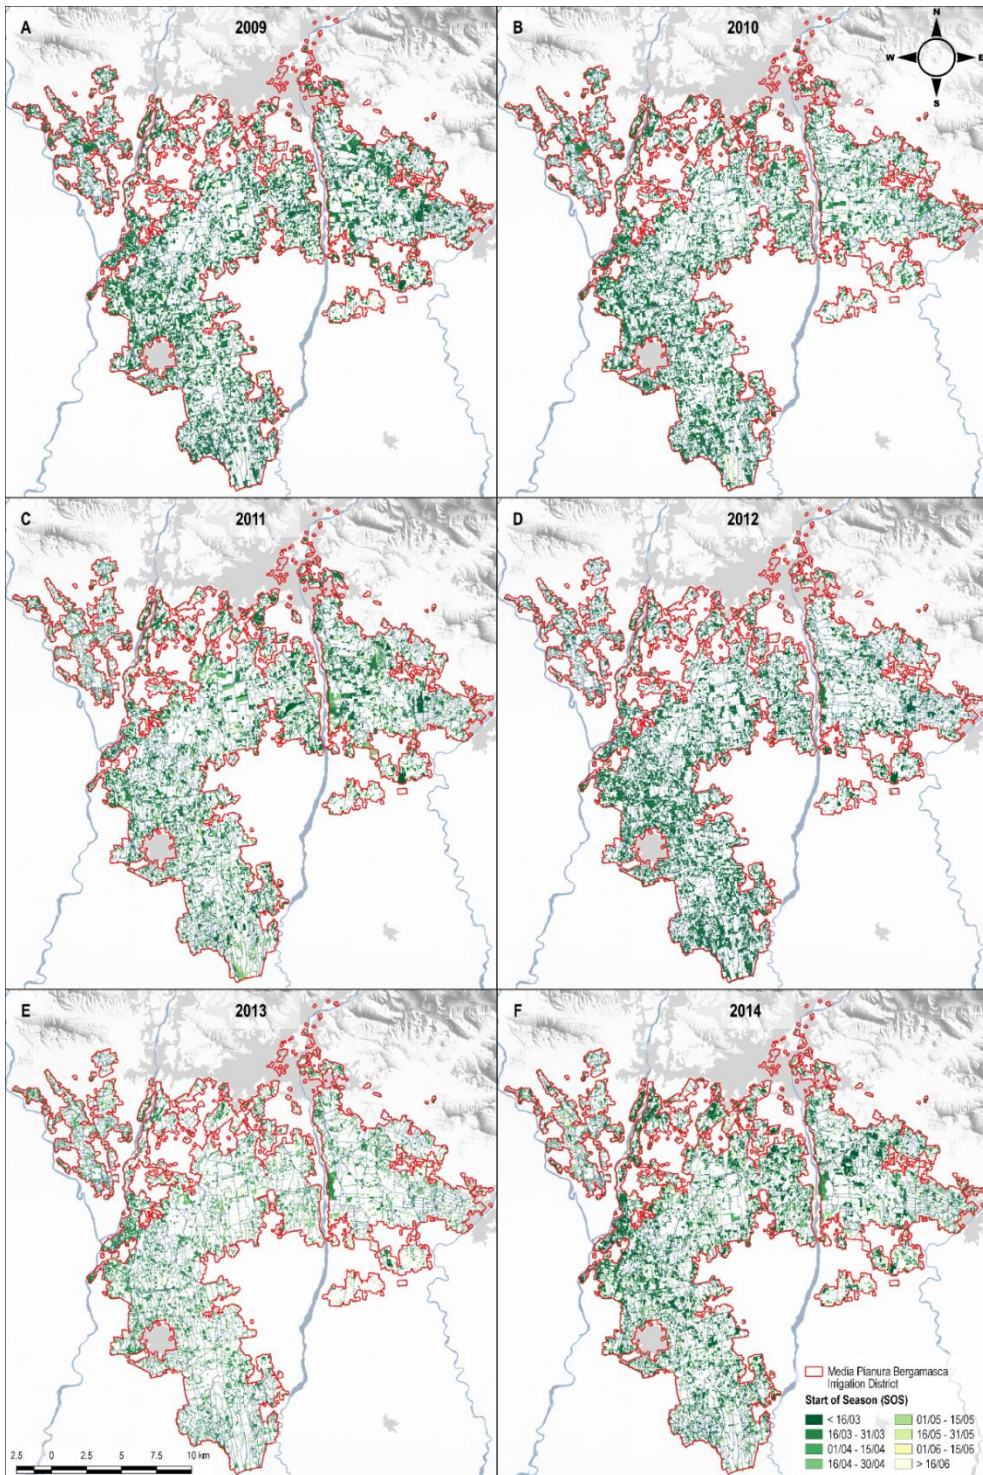 A
2009
B
2010
N
W
E
S
C
2011
D
2012
E
2013
F
2014
2.5 0 2.5 5 7.5 10 km
Media Pianura Bergamasca
Irrigation District
Start of Season (SOS)
< 16/03
01/05 - 15/05
16/03 - 31/03
16/05 - 31/05
01/04 - 15/04
01/06 - 15/06
16/04 - 30/04
> 16/06